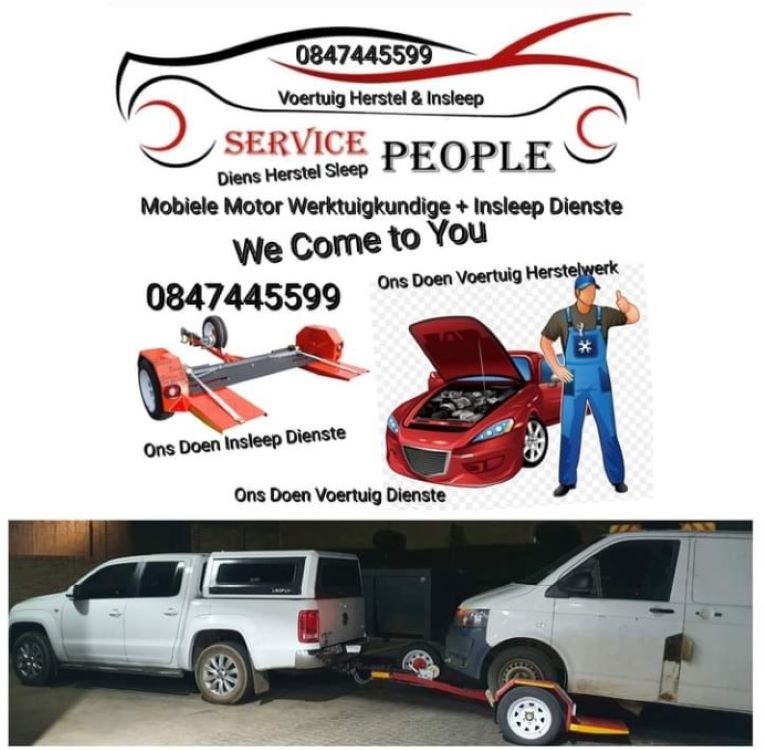 0847445599
Voertuig Herstel & Insleep
SERVICE PEOPLE
Diens Herstel Sleep
Mobiele Motor Werktuigkundige + Insleep Dienste
We Come to You
Ons Doen Voertuig Herstelwerk
0847445599
Ons Doen Insleep Dienste
Ons Doen Voertuig Dienste